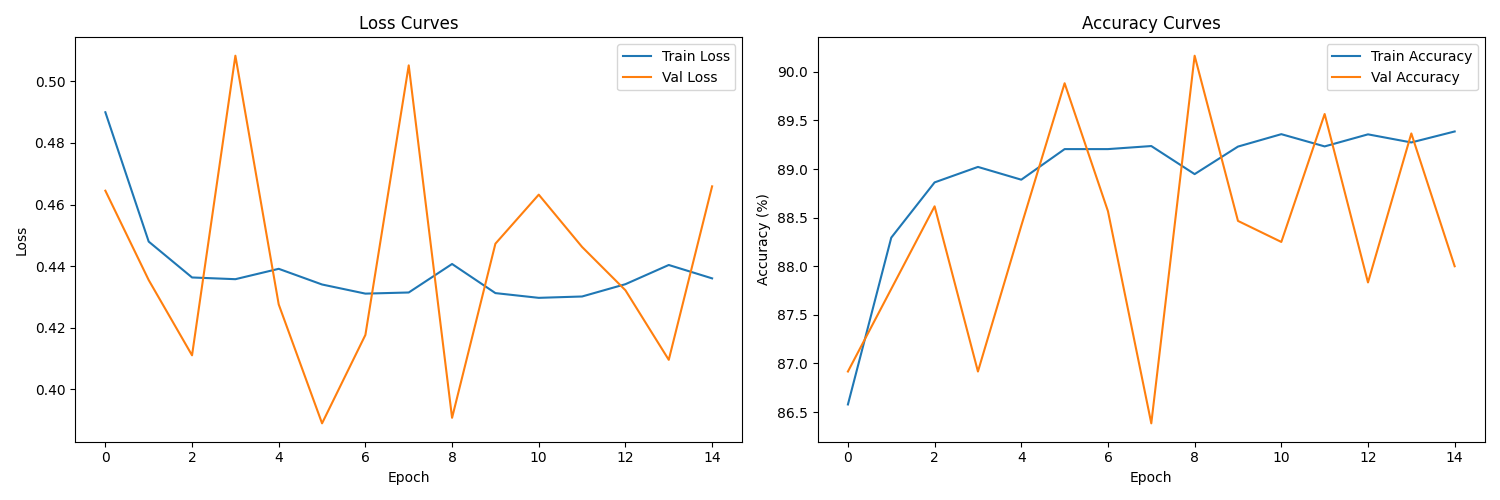 Loss Curves
Train Loss
Val Loss
0.50
0.48
0.46
0.44
0.42
0.40
Loss
0 2 4 6 8 10 12 14
Epoch
Accuracy Curves
Train Accuracy
Val Accuracy
90.0
89.5
89.0
88.5
88.0
87.5
87.0
86.5
Accuracy (%)
0 2 4 6 8 10 12 14
Epoch